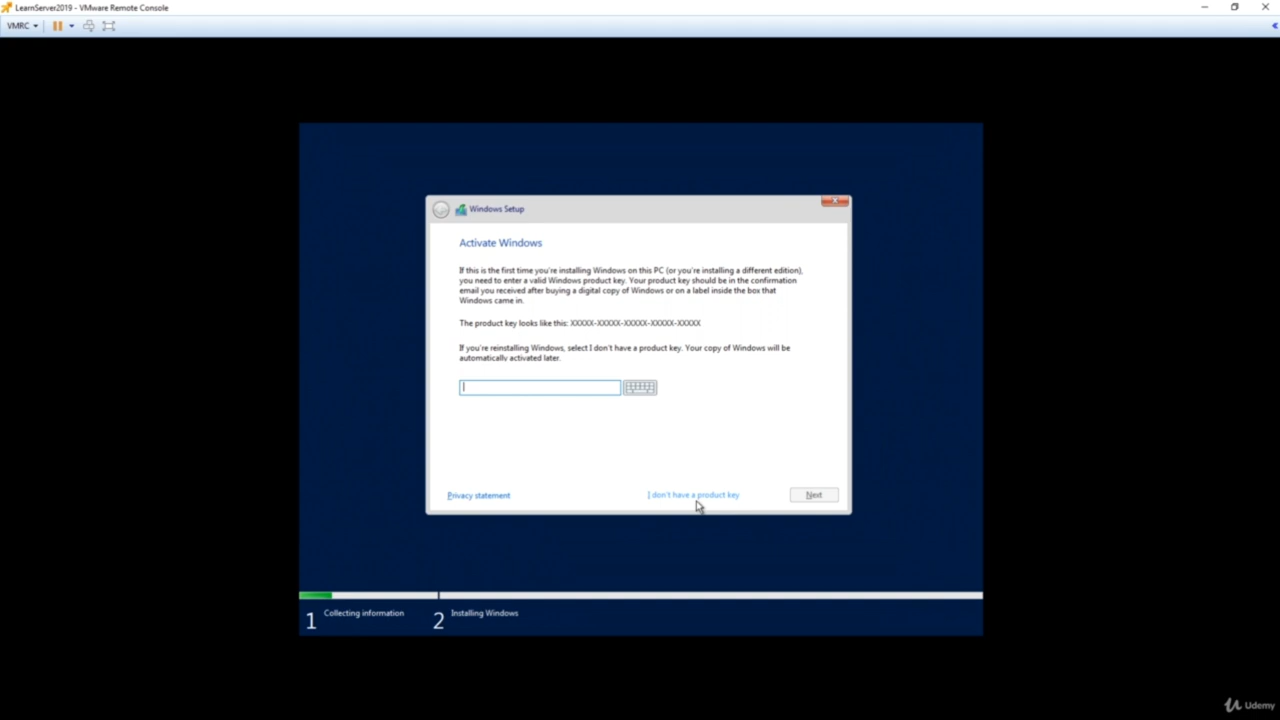 LearnServer2019 - VMware Remote Console
VMRC
Windows Setup
Activate Windows
If this is the first time you're installing Windows on this PC (or you're installing a different edition),
you need to enter a valid Windows product key. Your product key should be in the confirmation
email you received after buying a digital copy of Windows or on a label inside the box that
Windows came in.
The product key looks like this: XXXXX-XXXXX-XXXXX-XXXXX-XXXXX
If you're reinstalling Windows, select I don't have a product key. Your copy of Windows will be
automatically activated later.
Privacy statement
I don't have a product key
Next
1 Collecting information
2 Installing Windows
Udemy